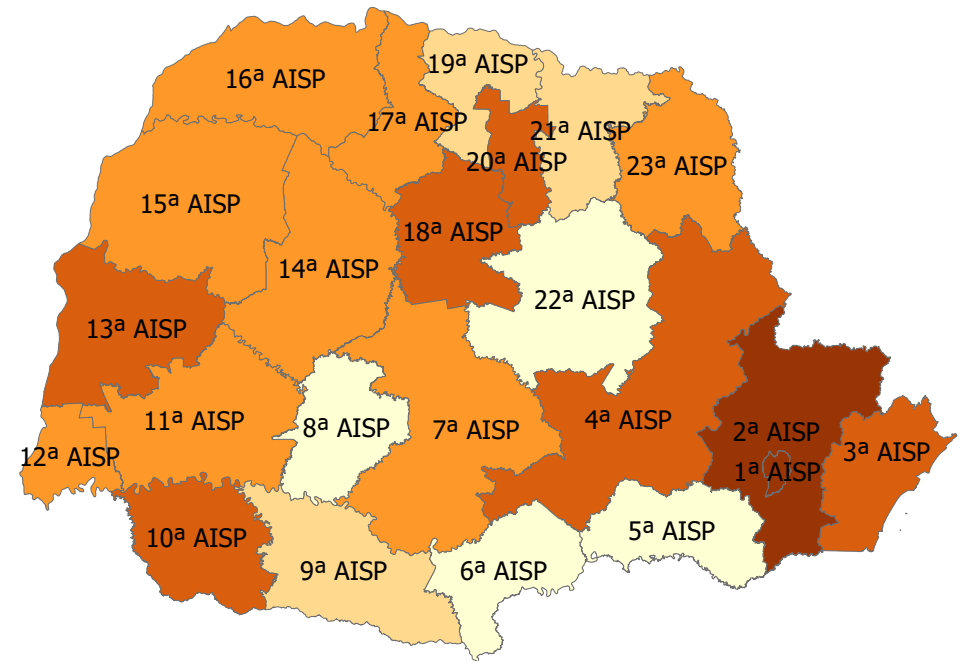 19ª AISP
16ª AISP
17ª AISP
21ª AISP
20ª AISP
23ª AISP
15ª AISP
18ª AISP
14ª AISP
22ª AISP
13ª AISP
11ª AISP
8ª AISP
7ª AISP
4ª AISP
2ª AISP
3ª AISP
12ª AISP
1ª AISP
10ª AISP
5ª AISP
9ª AISP
6ª AISP